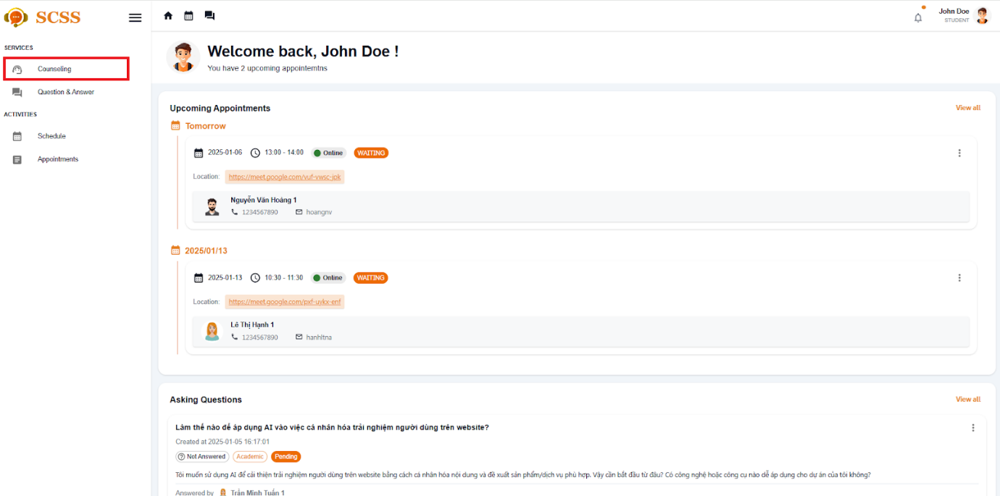 SCSS
John Doe
STUDENT
SERVICES
Counseling
Question & Answer
ACTIVITIES
Schedule
Appointments
Welcome back, John Doe !
You have 2 upcoming appointemtns
Upcoming Appointments
View all
Tomorrow
2025-01-06 13:00 - 14:00 Online WAITING
Location: https://meet.google.com/vuf-vwsc-jpk
Nguyễn Văn Hoàng 1
1234567890 hoangnv
2025/01/13
2025-01-13 10:30 - 11:30 Online WAITING
Location: https://meet.google.com/pxf-uykx-enf
Lê Thị Hạnh 1
1234567890 hanhltna
Asking Questions
View all
Làm thế nào để áp dụng AI vào việc cá nhân hóa trải nghiệm người dùng trên website?
Created at 2025-01-05 16:17:01
Not Answered Academic Pending
Tôi muốn sử dụng AI để cải thiện trải nghiệm người dùng trên website bằng cách cá nhân hóa nội dung và đề xuất sản phẩm/dịch vụ phù hợp. Vậy cần bắt đầu từ đâu? Có công nghệ hoặc công cụ nào dễ áp dụng cho dự án của tôi không?
Answered by Trần Minh Tuấn 1